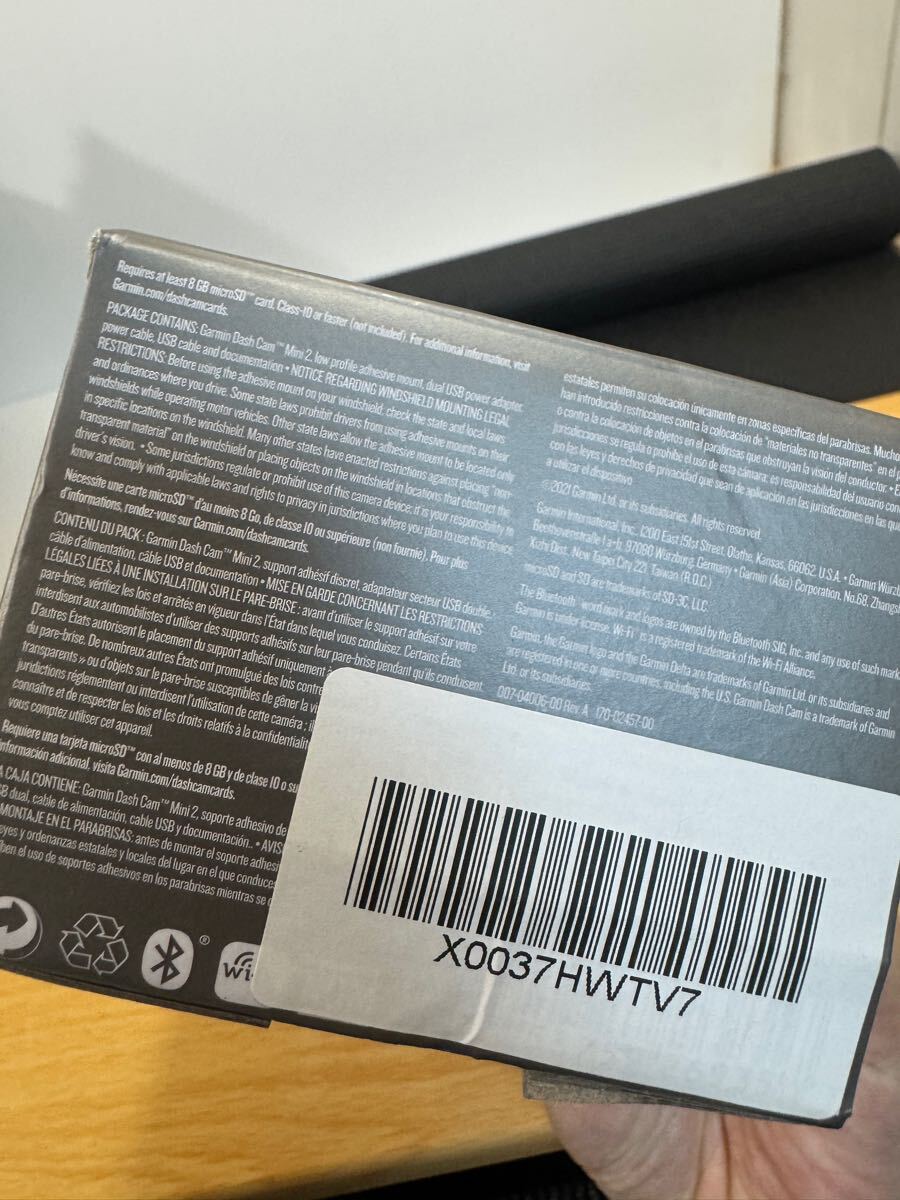 Requires at least 8 GB microSD™ card, Class-10 or faster (not included). For additional information, visit
Garmin.com/dashcamcards.
PACKAGE CONTAINS: Garmin Dash Cam™ Mini 2, low profile adhesive mount, dual USB power adapter,
power cable, USB cable and documentation • NOTICE REGARDING WINDSHIELD MOUNTING LEGAL
RESTRICTIONS: Before using the adhesive mount on your windshield, check the state and local laws
and ordinances where you drive. Some state laws prohibit drivers from using adhesive mounts on their
windshields while operating motor vehicles. Other state laws allow the adhesive mount to be located only
in specific locations on the windshield. Many other states have enacted restrictions against placing "non-
transparent material" on the windshield or placing objects on the windshield in locations that obstruct the
driver's vision. • Some jurisdictions regulate or prohibit use of this camera device; it is your responsibility to
know and comply with applicable laws and rights to privacy in jurisdictions where you plan to use this device
Nécessite une carte microSD™ d'au moins 8 Go, de classe 10 ou supérieure (non fournie). Pour plus
d'informations, rendez-vous sur Garmin.com/dashcamcards.
CONTENU DU PACK : Garmin Dash Cam™ Mini 2, support adhésif discret, adaptateur secteur USB double,
câble d'alimentation, câble USB et documentation • MISE EN GARDE CONCERNANT LES RESTRICTIONS
LÉGALES LIÉES À UNE INSTALLATION SUR LE PARE-BRISE : avant d'utiliser le support adhésif sur votre
pare-brise, vérifiez les lois et arrêtés en vigueur dans l'État dans lequel vous conduisez. Certains États
interdisent aux automobilistes d'utiliser des supports adhésifs sur leur pare-brise pendant qu'ils conduisent.
D'autres États autorisent le placement du support adhésif uniquement à
du pare-brise. De nombreux autres États ont promulgué des lois contre
transparents » ou d'objets sur le pare-brise susceptibles de gêner la vi
juridictions réglementent ou interdisent l'utilisation de cette caméra ; il
connaître et de respecter les lois et les droits relatifs à la confidentialit
vous comptez utiliser cet appareil.
Requiere una tarjeta microSD™ con al menos de 8 GB y de clase 10 o su
información adicional, visita Garmin.com/dashcamcards.
A CAJA CONTIENE: Garmin Dash Cam™ Mini 2, soporte adhesivo de
SB dual, cable de alimentación, cable USB y documentación.. • AVIS
MONTAJE EN EL PARABRISAS: antes de montar el soporte adhes
eyes y ordenanzas estatales y locales del lugar en el que conduce
íben el uso de soportes adhesivos en los parabrisas mientras se c
estatales permiten su colocación únicamente en zonas específicas del parabrisas. Mucho
han introducido restricciones contra la colocación de "materiales no transparentes" en el p
o contra la colocación de objetos en el parabrisas que obstruyan la visión del conductor. • E
jurisdicciones se regula o prohíbe el uso de esta cámara; es responsabilidad del usuario con
con las leyes y derechos de privacidad que sean de aplicación en las jurisdicciones en las que
a utilizar el dispositivo
©2021 Garmin Ltd. or its subsidiaries. All rights reserved.
Garmin International, Inc., 1200 East 151st Street, Olathe, Kansas, 66062, U.S.A. • Garmin Würzb
Beethovenstraße 1a+b, 97080 Würzburg, Germany • Garmin (Asia) Corporation, No.68, Zhangsh
Xizhi Dist., New Taipei City 221, Taiwan (R.O.C.)
microSD and SD are trademarks of SD-3C, LLC
The Bluetooth word mark and logos are owned by the Bluetooth SIG, Inc. and any use of such mark
Garmin is under license. Wi-Fi is a registered trademark of the Wi-Fi Alliance.
Garmin, the Garmin logo and the Garmin Delta are trademarks of Garmin Ltd. or its subsidiaries and
are registered in one or more countries, including the U.S. Garmin Dash Cam is a trademark of Garmin
Ltd. or its subsidiaries.
007-04006-00 Rev. A 170-02457-00
®
Wi
X0037HWTV7